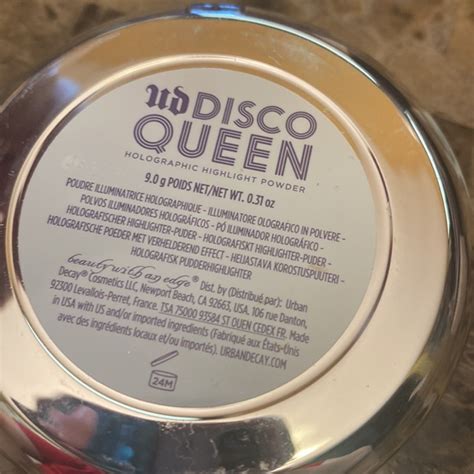 UD DISCO
QUEEN
HOLOGRAPHIC HIGHLIGHT POWDER
9.0 g POIDS NET/NET WT. 0.31 oz
POUDRE ILLUMINATRICE HOLOGRAPHIQUE - ILLUMINATORE OLOGRAFICO IN POLVERE -
POLVOS ILUMINADORES HOLOGRÁFICOS - PÓ ILUMINADOR HOLOGRÁFICO -
HOLOGRAFISCHER HIGHLIGHTER-PUDER - HOLOGRAFISKT HIGHLIGHTER-PUDER -
HOLOGRAFISCHE POEDER MET VERHELDEREND EFFECT - HELIASTAVA KOROSTUSPUUTERI -
HOLOGRAFISK PUDDERHIGHLIGHTER
beauty with an edge® Dist. by (Distribué par): Urban
Decay® Cosmetics LLC, Newport Beach, CA 92663, USA. 106 rue Danton,
92300 Levallois-Perret, France. TSA 75000 93584 ST OUEN CEDEX FR. Made
in USA with US and/or imported ingredients (Fabriqué aux États-Unis
avec des ingrédients locaux et/ou importés). URBANDECAY.COM
24M